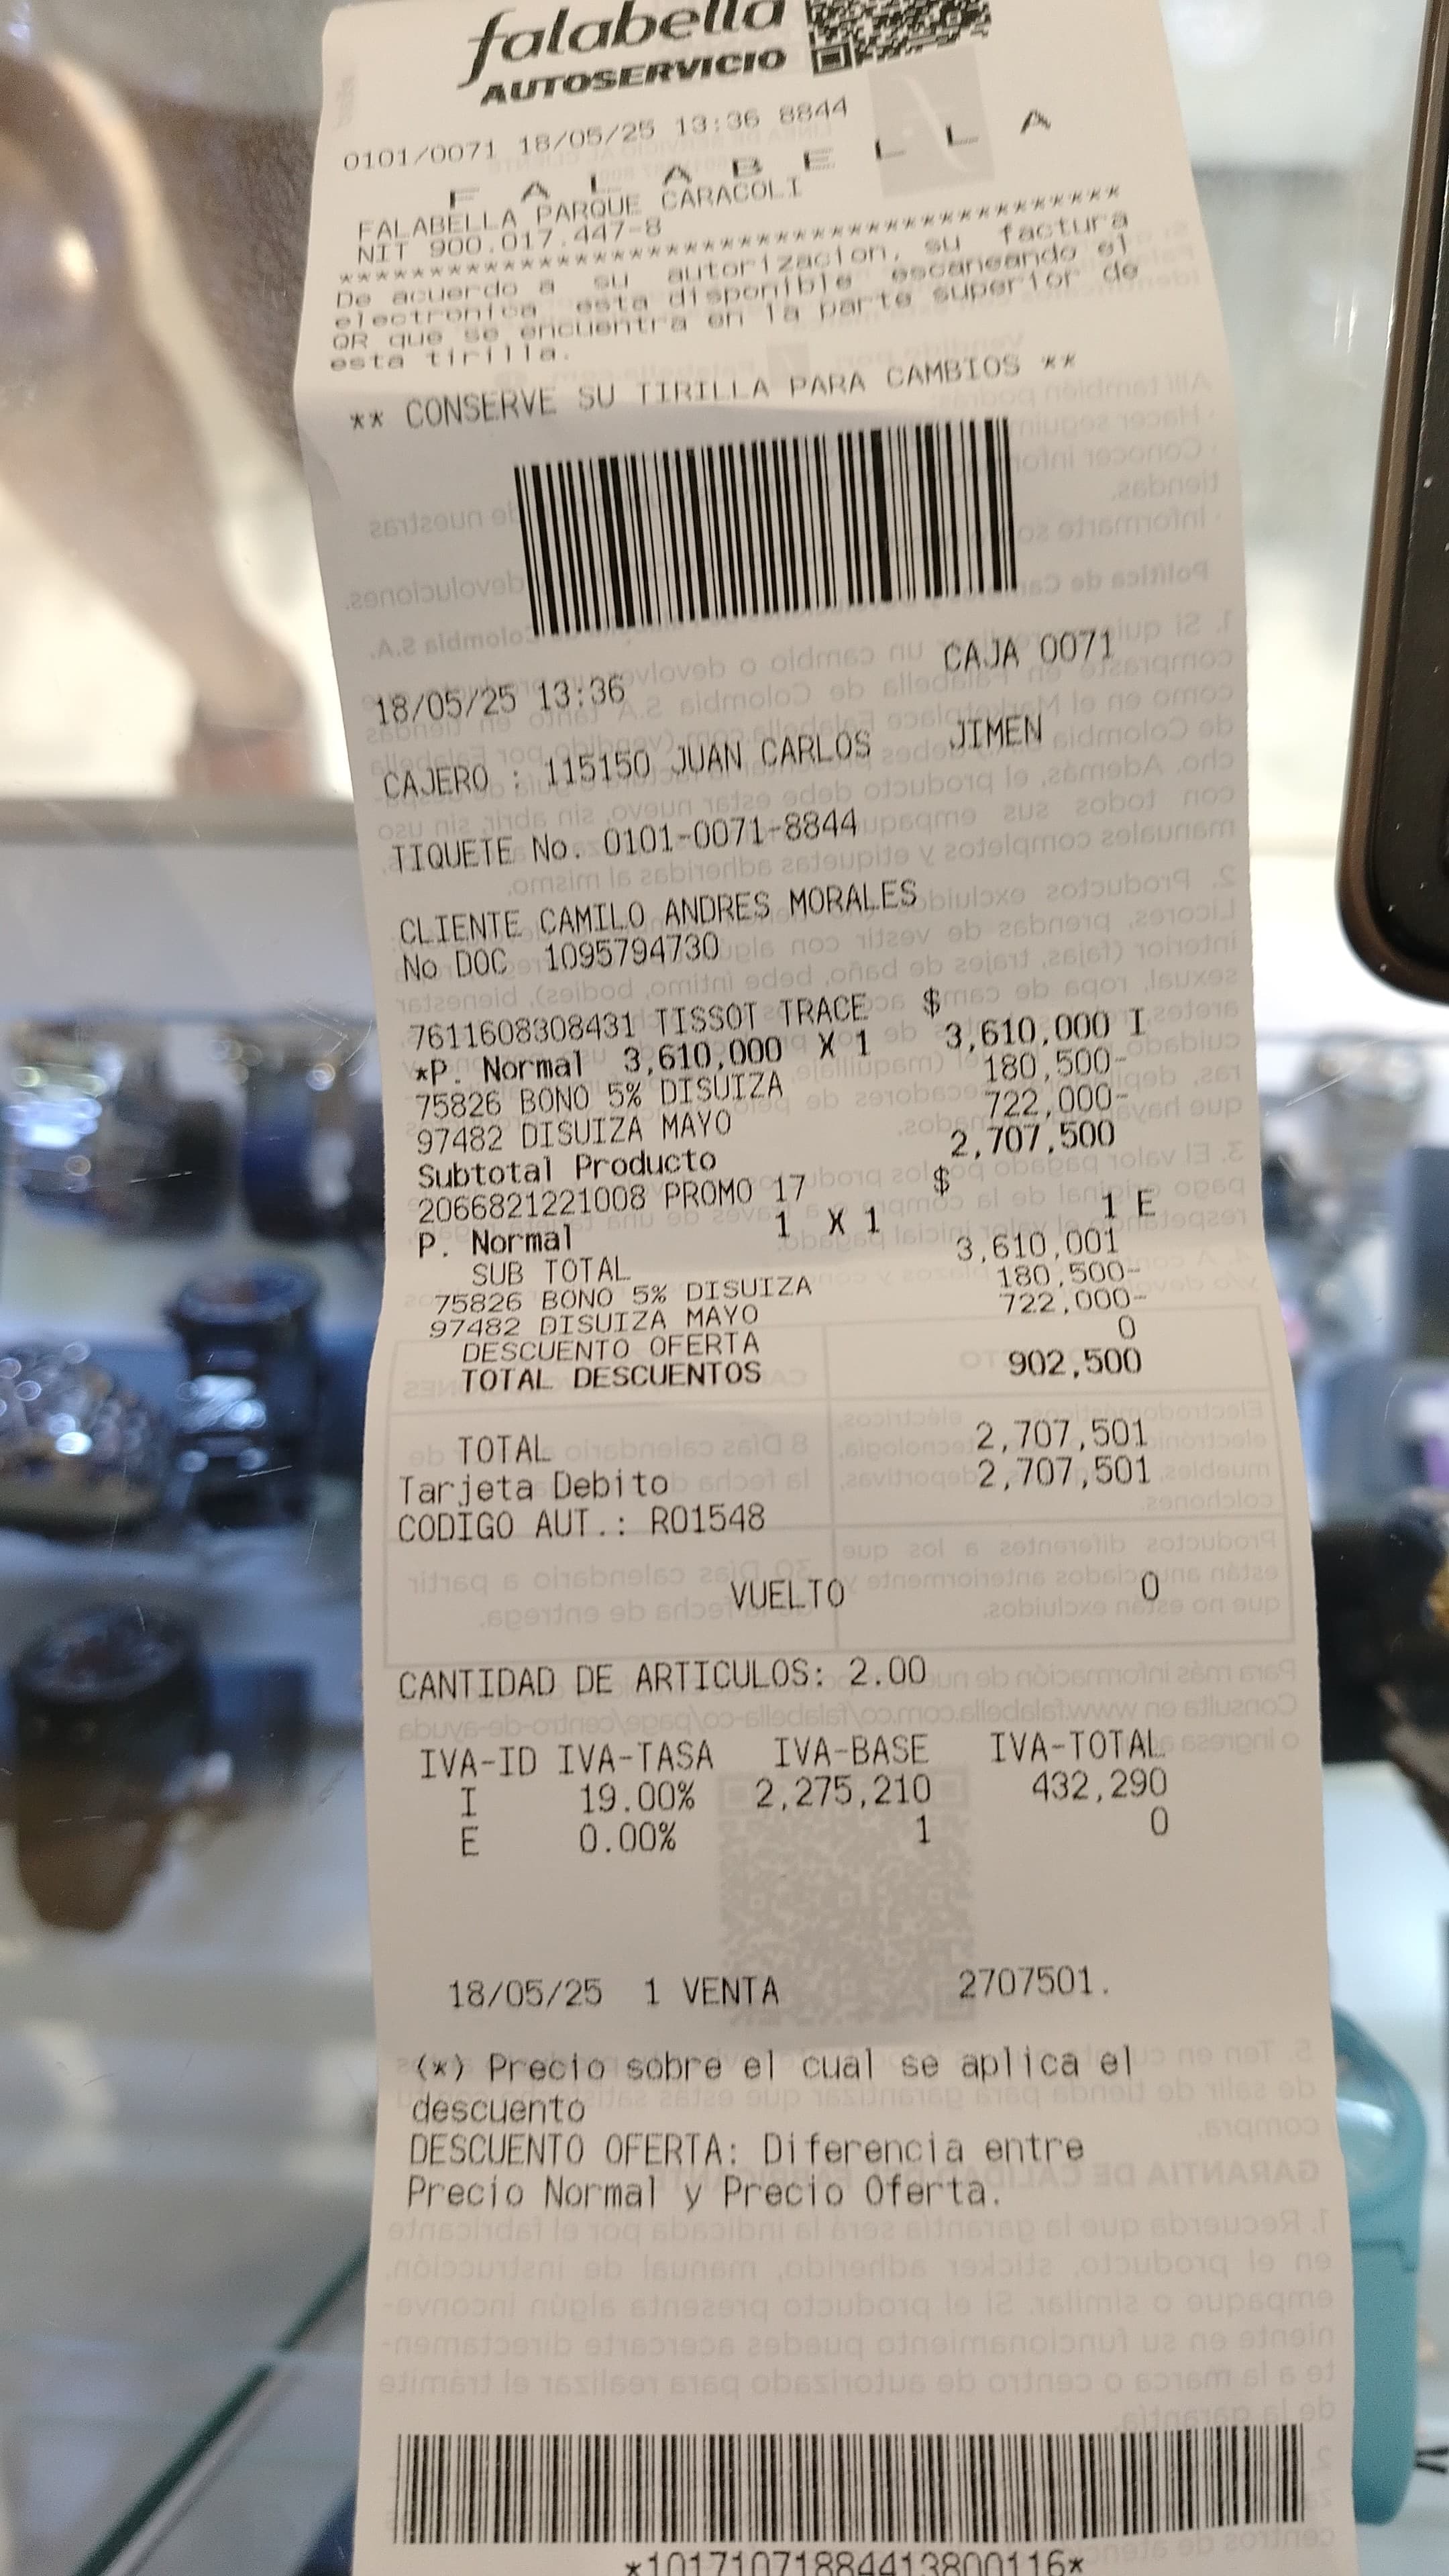 falabella
AUTOSERVICIO
0101/0071 18/05/25 13:36 8844
F A L A B E L L A
FALABELLA PARQUE CARACOLI
NIT 900.017.447-8
****************************************
De acuerdo a su autorizacion, su factura
electronica esta disponible escaneando el
QR que se encuentra en la parte superior de
esta tirilla.
** CONSERVE SU TIRILLA PARA CAMBIOS **
18/05/25 13:36 CAJA 0071
CAJERO : 115150 JUAN CARLOS JIMEN
TIQUETE No. 0101-0071-8844
CLIENTE CAMILO ANDRES MORALES
No DOC 1095794730
7611608308431 TISSOT TRACE $
*P. Normal 3,610,000 X 1 3,610,000 I
75826 BONO 5% DISUIZA 180,500-
97482 DISUIZA MAYO 722,000-
Subtotal Producto 2,707,500
2066821221008 PROMO 17 $
P. Normal 1 X 1 1 E
SUB TOTAL 3,610,001
75826 BONO 5% DISUIZA 180,500-
97482 DISUIZA MAYO 722,000-
DESCUENTO OFERTA 0
TOTAL DESCUENTOS 902,500
TOTAL 2,707,501
Tarjeta Debito 2,707,501
CODIGO AUT.: R01548
VUELTO 0
CANTIDAD DE ARTICULOS: 2.00
IVA-ID IVA-TASA IVA-BASE IVA-TOTAL
I 19.00% 2,275,210 432,290
E 0.00% 1 0
18/05/25 1 VENTA 2707501.
(*) Precio sobre el cual se aplica el
descuento
DESCUENTO OFERTA: Diferencia entre
Precio Normal y Precio Oferta.
*10171071884413800116*